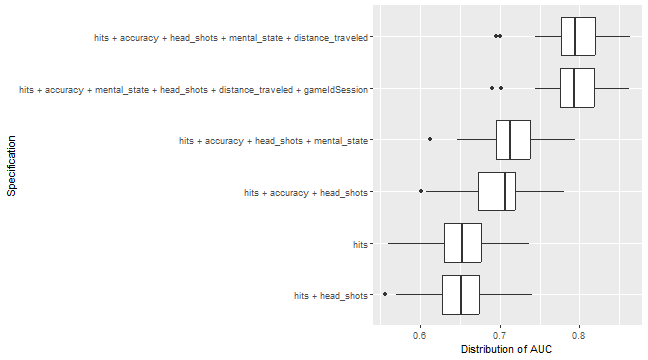 hits + accuracy + head_shots + mental_state + distance_traveled
hits + accuracy + mental_state + head_shots + distance_traveled + gameIdSession
hits + accuracy + head_shots + mental_state
hits + accuracy + head_shots
hits
hits + head_shots
Specification
0.6 0.7 0.8
Distribution of AUC